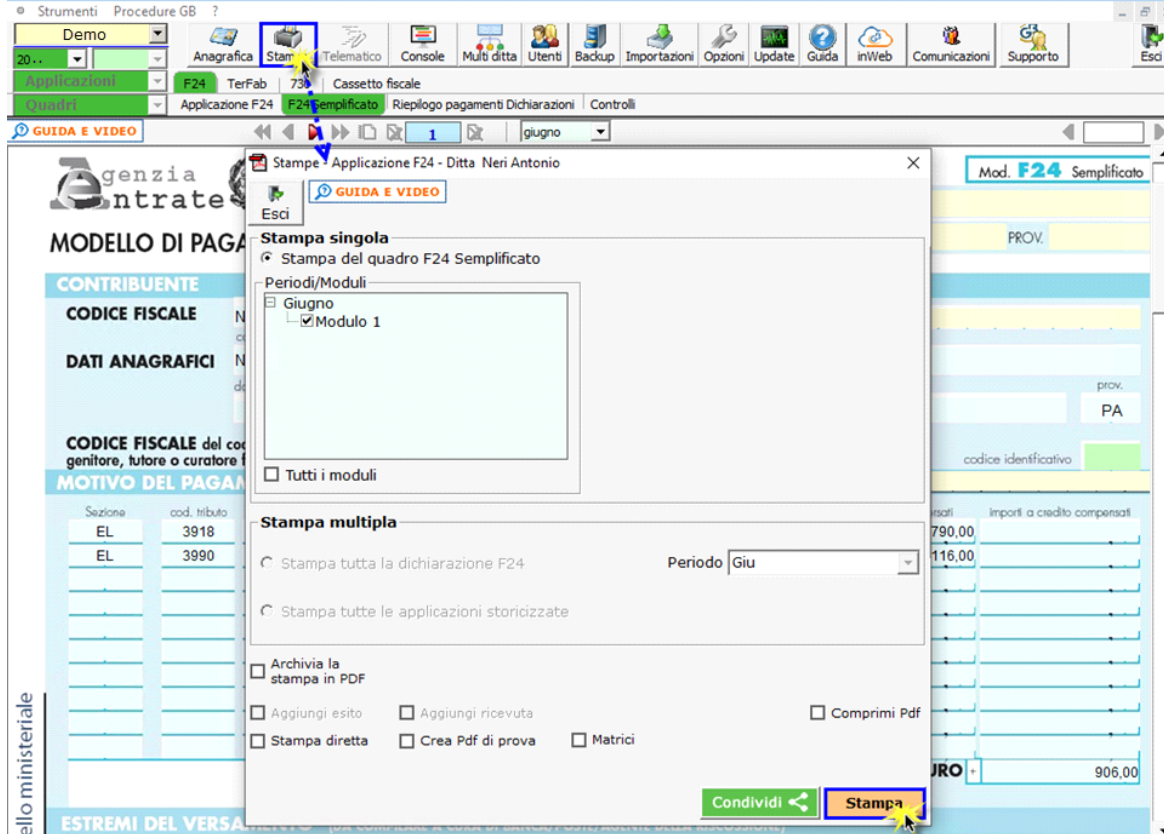 Strumenti Procedure GB ?
Demo
20..
Anagrafica Telematico Console Multi ditta Utenti Backup Importazioni Opzioni Update Guida inWeb Comunicazioni Supporto Esci
Applicazioni F24 TerFab 730 Cassetto fiscale
Quadri Applicazione F24 F24 Semplificato Riepilogo pagamenti Dichiarazioni Controlli
GUIDA E VIDEO 1 giugno
Agenzia
Entrate
Mod. F24 Semplificato
MODELLO DI
PROV.
CONTRIBUENTE
CODICE FISCALE N
DATI ANAGRAFICI N
prov.
PA
CODICE FISCALE del
genitore, tutore o curatore
codice identificativo
MOTIVO DEL
Sezione cod. tributo importi a credito compensati
EL 3918 790,00
EL 3990 116,00
EURO + 906,00
ministeriale
ESTREMI DEL
Stampe - Applicazione F24 - Ditta Neri Antonio
Esci
GUIDA E VIDEO
Stampa singola
Stampa del quadro F24 Semplificato
Periodi/Moduli
Giugno
Modulo 1
Tutti i moduli
Stampa multipla
Stampa tutta la dichiarazione F24
Periodo Giu
Stampa tutte le applicazioni storicizzate
Archivia la
stampa in PDF
Aggiungi esito Aggiungi ricevuta Comprimi Pdf
Stampa diretta Crea Pdf di prova Matrici
Condividi Stampa